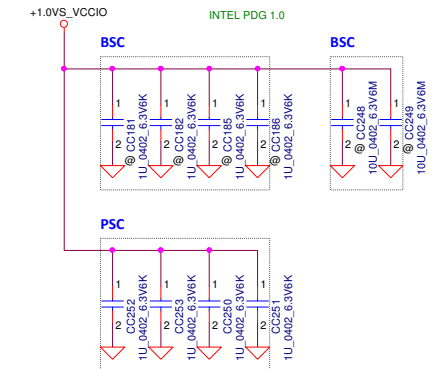 +1.0VS_VCCIO
INTEL PDG 1.0
BSC
BSC
1
2
@
CC181
1U_0402_6.3V6K
1
2
@
CC182
1U_0402_6.3V6K
1
2
@
CC185
1U_0402_6.3V6K
1
2
@
CC186
1U_0402_6.3V6K
1
2
@
CC248
10U_0402_6.3V6M
1
2
@
CC249
10U_0402_6.3V6M
PSC
1
2
CC252
1U_0402_6.3V6K
1
2
CC253
1U_0402_6.3V6K
1
2
CC250
1U_0402_6.3V6K
1
2
CC251
1U_0402_6.3V6K